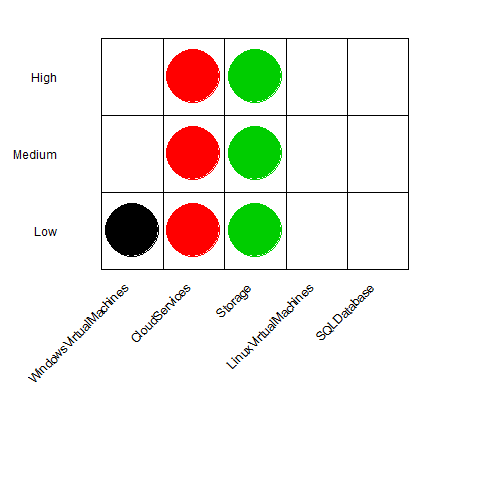 High
Medium
Low
WindowsVirtualMachines
CloudServices
Storage
LinuxVirtualMachines
SQLDatabase